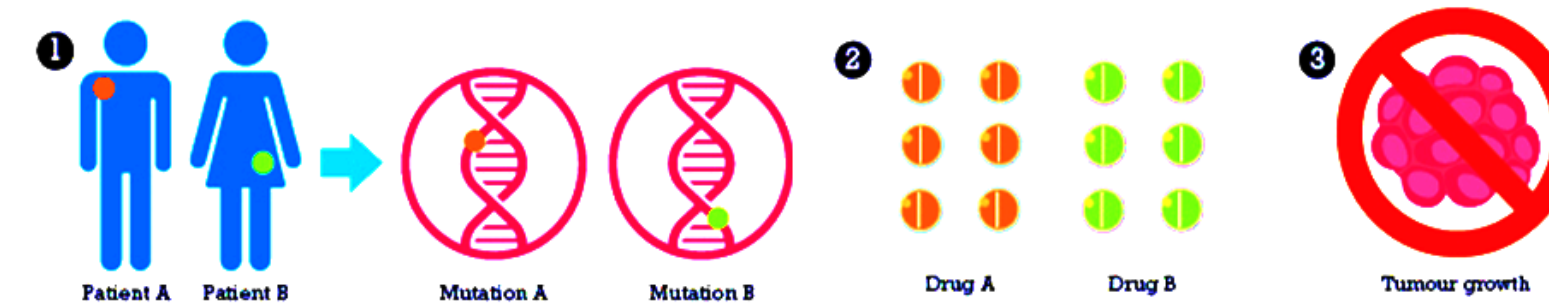 1
2
3
Patient A
Patient B
Mutation A
Mutation B
Drug A
Drug B
Tumour growth